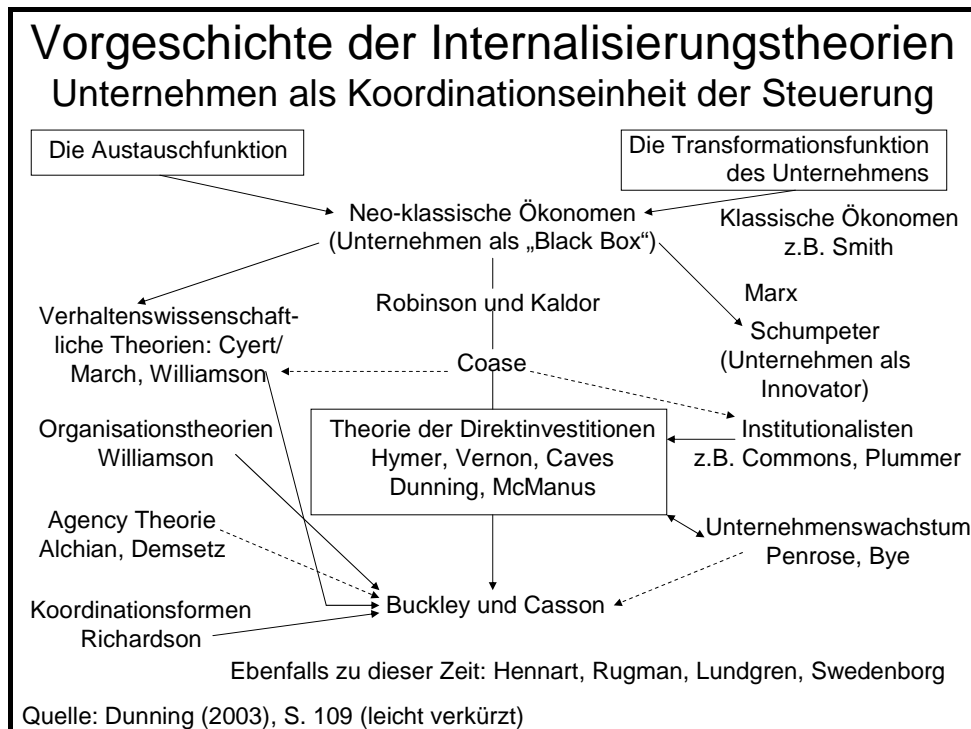 Vorgeschichte der Internalisierungstheorien
Unternehmen als Koordinationseinheit der Steuerung
Die Austauschfunktion
Die Transformationsfunktion
des Unternehmens
Neo-klassische Ökonomen
(Unternehmen als „Black Box“)
Klassische Ökonomen
z.B. Smith
Robinson und Kaldor
Marx
Verhaltenswissenschaft-
liche Theorien: Cyert/
March, Williamson
Schumpeter
(Unternehmen als
Innovator)
Coase
Organisationstheorien
Williamson
Theorie der Direktinvestitionen
Hymer, Vernon, Caves
Dunning, McManus
Institutionalisten
z.B. Commons, Plummer
Agency Theorie
Alchian, Demsetz
Unternehmenswachstum
Penrose, Bye
Koordinationsformen
Richardson
Buckley und Casson
Ebenfalls zu dieser Zeit: Hennart, Rugman, Lundgren, Swedenborg
Quelle: Dunning (2003), S. 109 (leicht verkürzt)